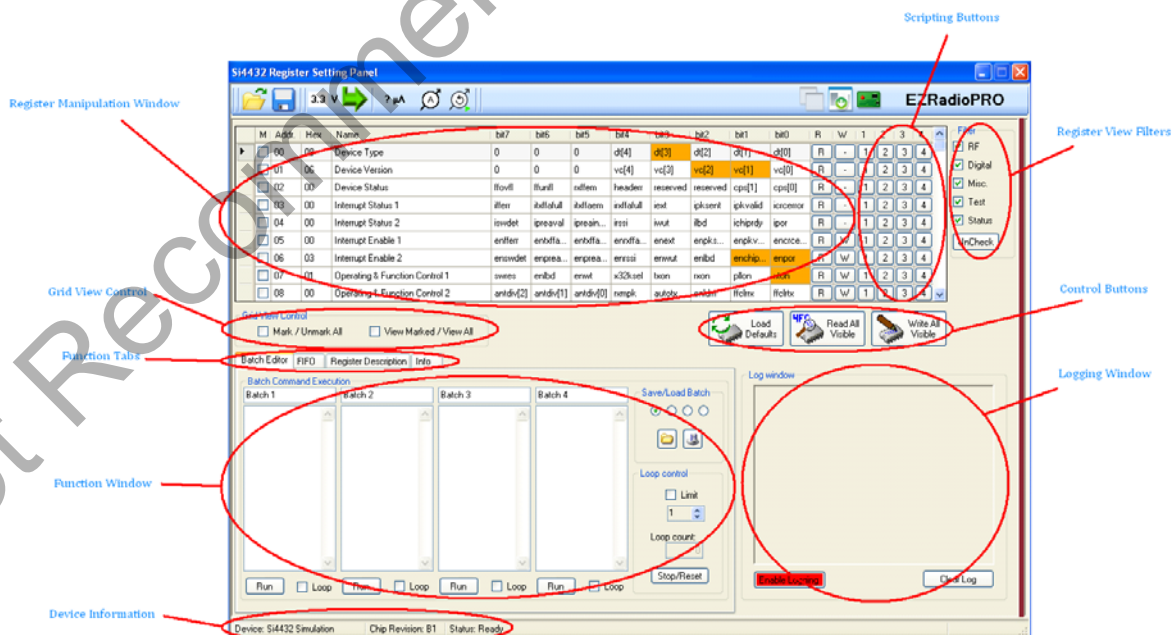 Scripting Buttons
Si4432 Register Setting Panel
Register Manipulation Window
3.3 V ? µA A EZRadioPRO
Register View Filters
M Addr. Hex Name bit7 bit6 bit5 bit4 bit3 bit2 bit1 bit0 R W 1 2 3 4 Filter
00 08 Device Type 0 0 0 dt[4] dt[3] dt[2] dt[1] dt[0] R - 1 2 3 4 RF
01 06 Device Version 0 0 0 vc[4] vc[3] vc[2] vc[1] vc[0] R - 1 2 3 4 Digital
02 00 Device Status ffovfl ffunfl rxffem headerr reserved reserved cps[1] cps[0] R - 1 2 3 4 Misc.
03 00 Interrupt Status 1 ifferr itxffafull itxffaem irxffafull iext ipksent ipkvalid icrcerror R - 1 2 3 4 Test
04 00 Interrupt Status 2 iswdet ipreaval ipreain... irssi iwut ilbd ichiprdy ipor R - 1 2 3 4 Status
05 00 Interrupt Enable 1 enfferr entxffa... entxffa... enrxffa... enext enpks... enpkv... encrce... R W 1 2 3 4 UnCheck
06 03 Interrupt Enable 2 enswdet enprea... enprea... enrssi enwut enlbd enchip... enpor R W 1 2 3 4
07 01 Operating & Function Control 1 swres enlbd enwt x32ksel txon rxon pllon xton R W 1 2 3 4
08 00 Operating & Function Control 2 antdiv[2] antdiv[1] antdiv[0] rxmpk autotx enldm ffclrrx ffclrtx R W 1 2 3 4
Grid View Control
Grid View Control
Mark / Unmark All View Marked / View All
Load Defaults
Read All Visible
Write All Visible
Control Buttons
Function Tabs
Batch Editor FIFO Register Description Info
Batch Command Execution
Batch 1 Batch 2 Batch 3 Batch 4
Save/Load Batch
Log window
Logging Window
Function Window
Loop control
Limit
1
Loop count:
Stop/Reset
Run Loop Run Loop Run Loop Run Loop
Enable Logging
Clear Log
Device Information
Device: Si4432 Simulation Chip Revision: B1 Status: Ready